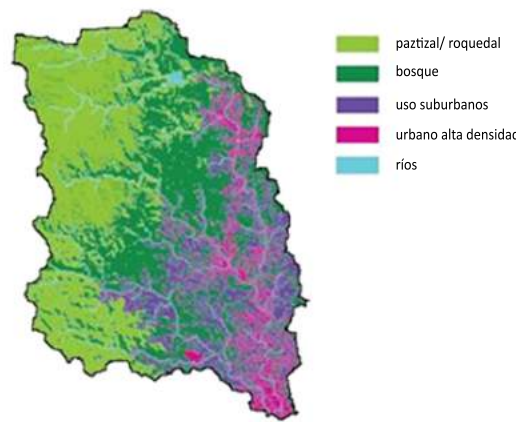 paztizal/ roquedal
bosque
uso suburbanos
urbano alta densidad
ríos